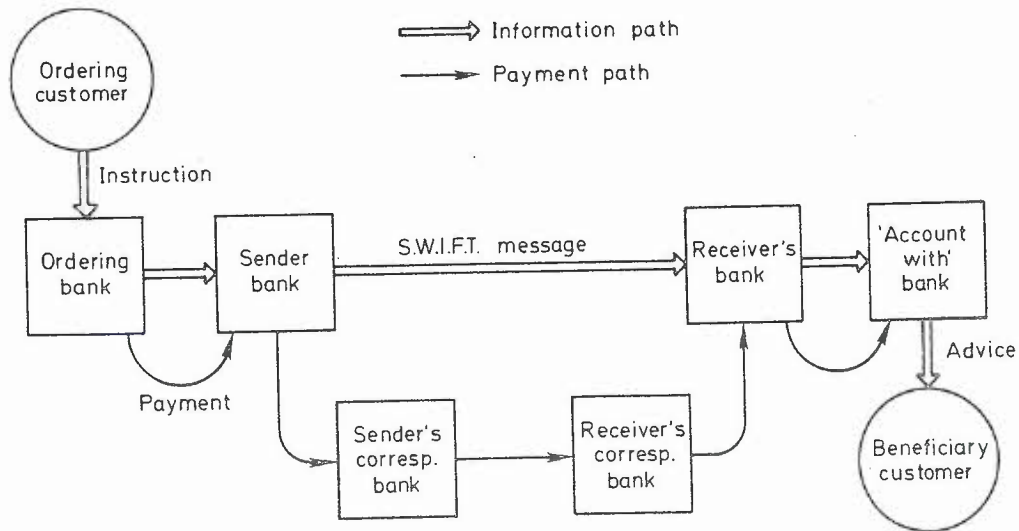 Information path
Payment path
Ordering
customer
Instruction
Ordering
bank
Sender
bank
S.W.I.F.T. message
Receiver's
bank
'Account
with'
bank
Payment
Advice
Sender's
corresp.
bank
Receiver's
corresp.
bank
Beneficiary
customer